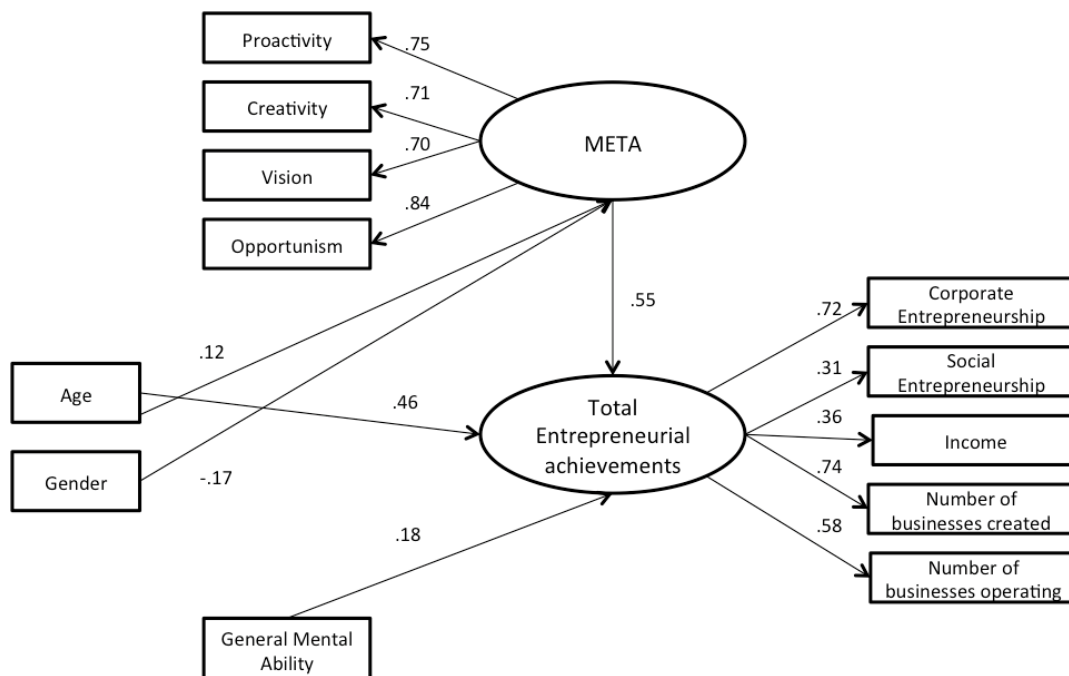 Proactivity
.75
Creativity
.71
META
Vision
.70
Opportunism
.84
.55
Corporate
Entrepreneurship
.72
Social
Entrepreneurship
.31
Age
.12
.46
Total
Entrepreneurial
achievements
.36
Income
Gender
-.17
.74
Number of
businesses created
.18
.58
Number of
businesses operating
General Mental
Ability